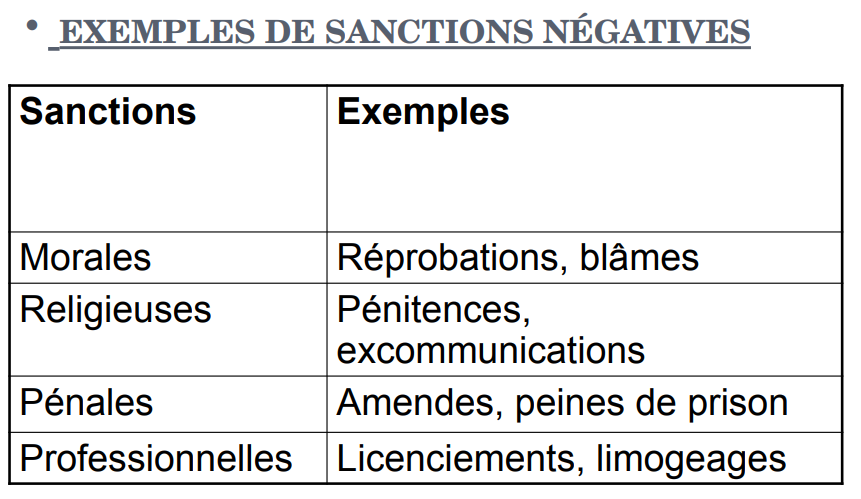 • EXEMPLES DE SANCTIONS NÉGATIVES
Sanctions Exemples
Morales Réprobations, blâmes
Religieuses Pénitences,
excommunications
Pénales Amendes, peines de prison
Professionnelles Licenciements, limogeages